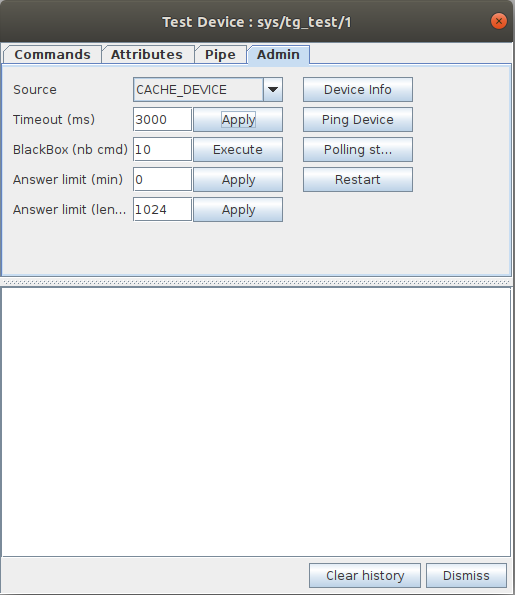 Test Device : sys/tg_test/1
Commands Attributes Pipe Admin
Source CACHE_DEVICE Device Info
Timeout (ms) 3000 Apply Ping Device
BlackBox (nb cmd) 10 Execute Polling st...
Answer limit (min) 0 Apply Restart
Answer limit (len... 1024 Apply
Clear history Dismiss